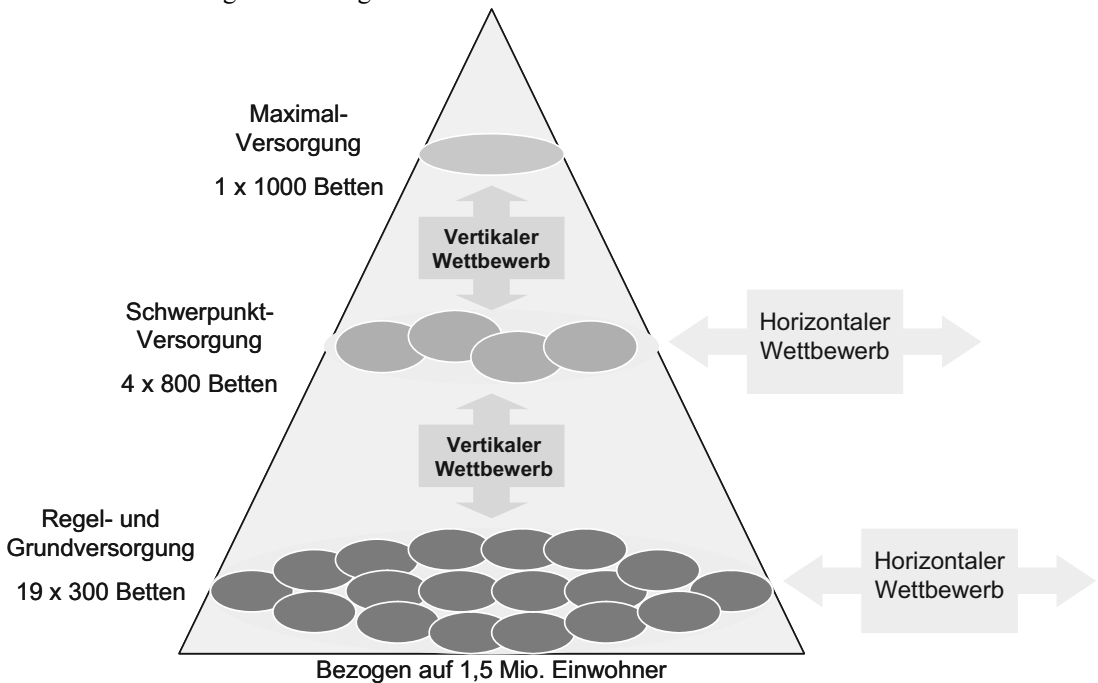 Maximal-
Versorgung
1 x 1000 Betten
Vertikaler
Wettbewerb
Schwerpunkt-
Versorgung
4 x 800 Betten
Horizontaler
Wettbewerb
Vertikaler
Wettbewerb
Regel- und
Grundversorgung
19 x 300 Betten
Horizontaler
Wettbewerb
Bezogen auf 1,5 Mio. Einwohner